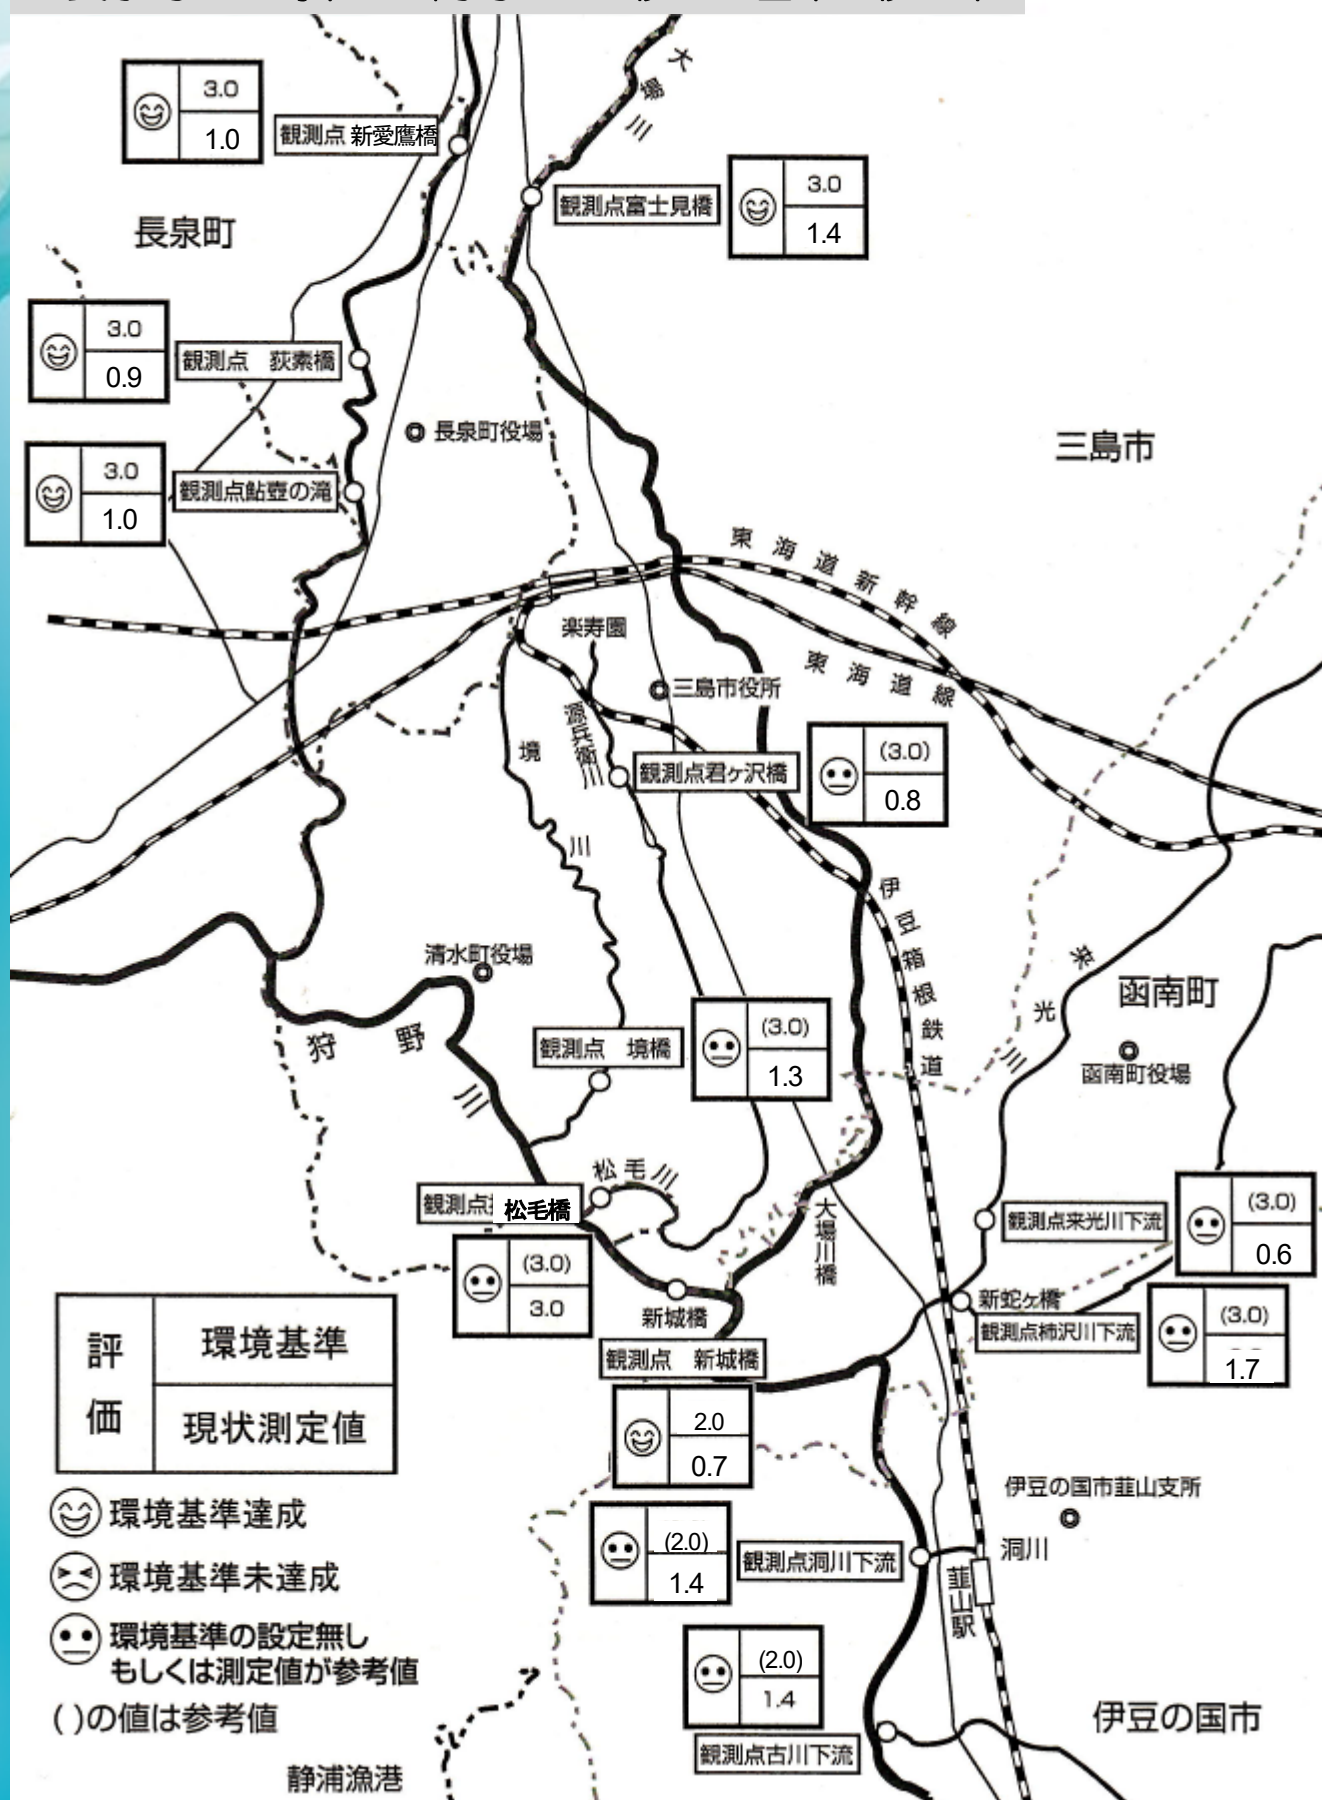 大場川
3.0
1.0
観測点 新愛鷹橋
観測点富士見橋
3.0
1.4
長泉町
3.0
0.9
観測点 荻素橋
長泉町役場
三島市
3.0
1.0
観測点鮎壺の滝
東海道新幹線
東海道線
楽寿園
三島市役所
源兵衛川
境川
観測点君ヶ沢橋
(3.0)
0.8
伊豆箱根鉄道
清水町役場
来光川
函南町
函南町役場
狩野川
観測点 境橋
(3.0)
1.3
松毛川
観測点
松毛橋
(3.0)
3.0
大場川橋
観測点来光川下流
(3.0)
0.6
新蛇ヶ橋
観測点柿沢川下流
(3.0)
1.7
新城橋
観測点 新城橋
2.0
0.7
評価
環境基準
現状測定値
環境基準達成
環境基準未達成
環境基準の設定無し
もしくは測定値が参考値
( )の値は参考値
伊豆の国市韮山支所
(2.0)
1.4
観測点洞川下流
洞川
韮山駅
(2.0)
1.4
観測点古川下流
伊豆の国市
静浦漁港